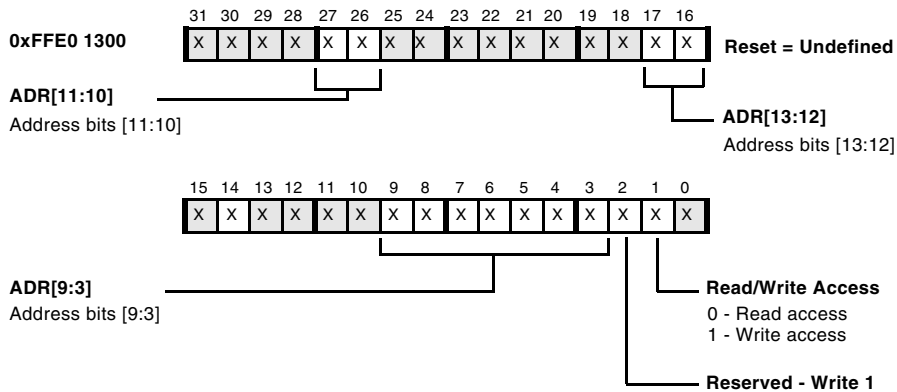 31 30 29 28 27 26 25 24 23 22 21 20 19 18 17 16
0xFFE0 1300 X X X X X X X X X X X X X X X X Reset = Undefined
ADR[11:10]
Address bits [11:10]
ADR[13:12]
Address bits [13:12]
15 14 13 12 11 10 9 8 7 6 5 4 3 2 1 0
X X X X X X X X X X X X X X X X
ADR[9:3]
Address bits [9:3]
Read/Write Access
0 - Read access
1 - Write access
Reserved - Write 1